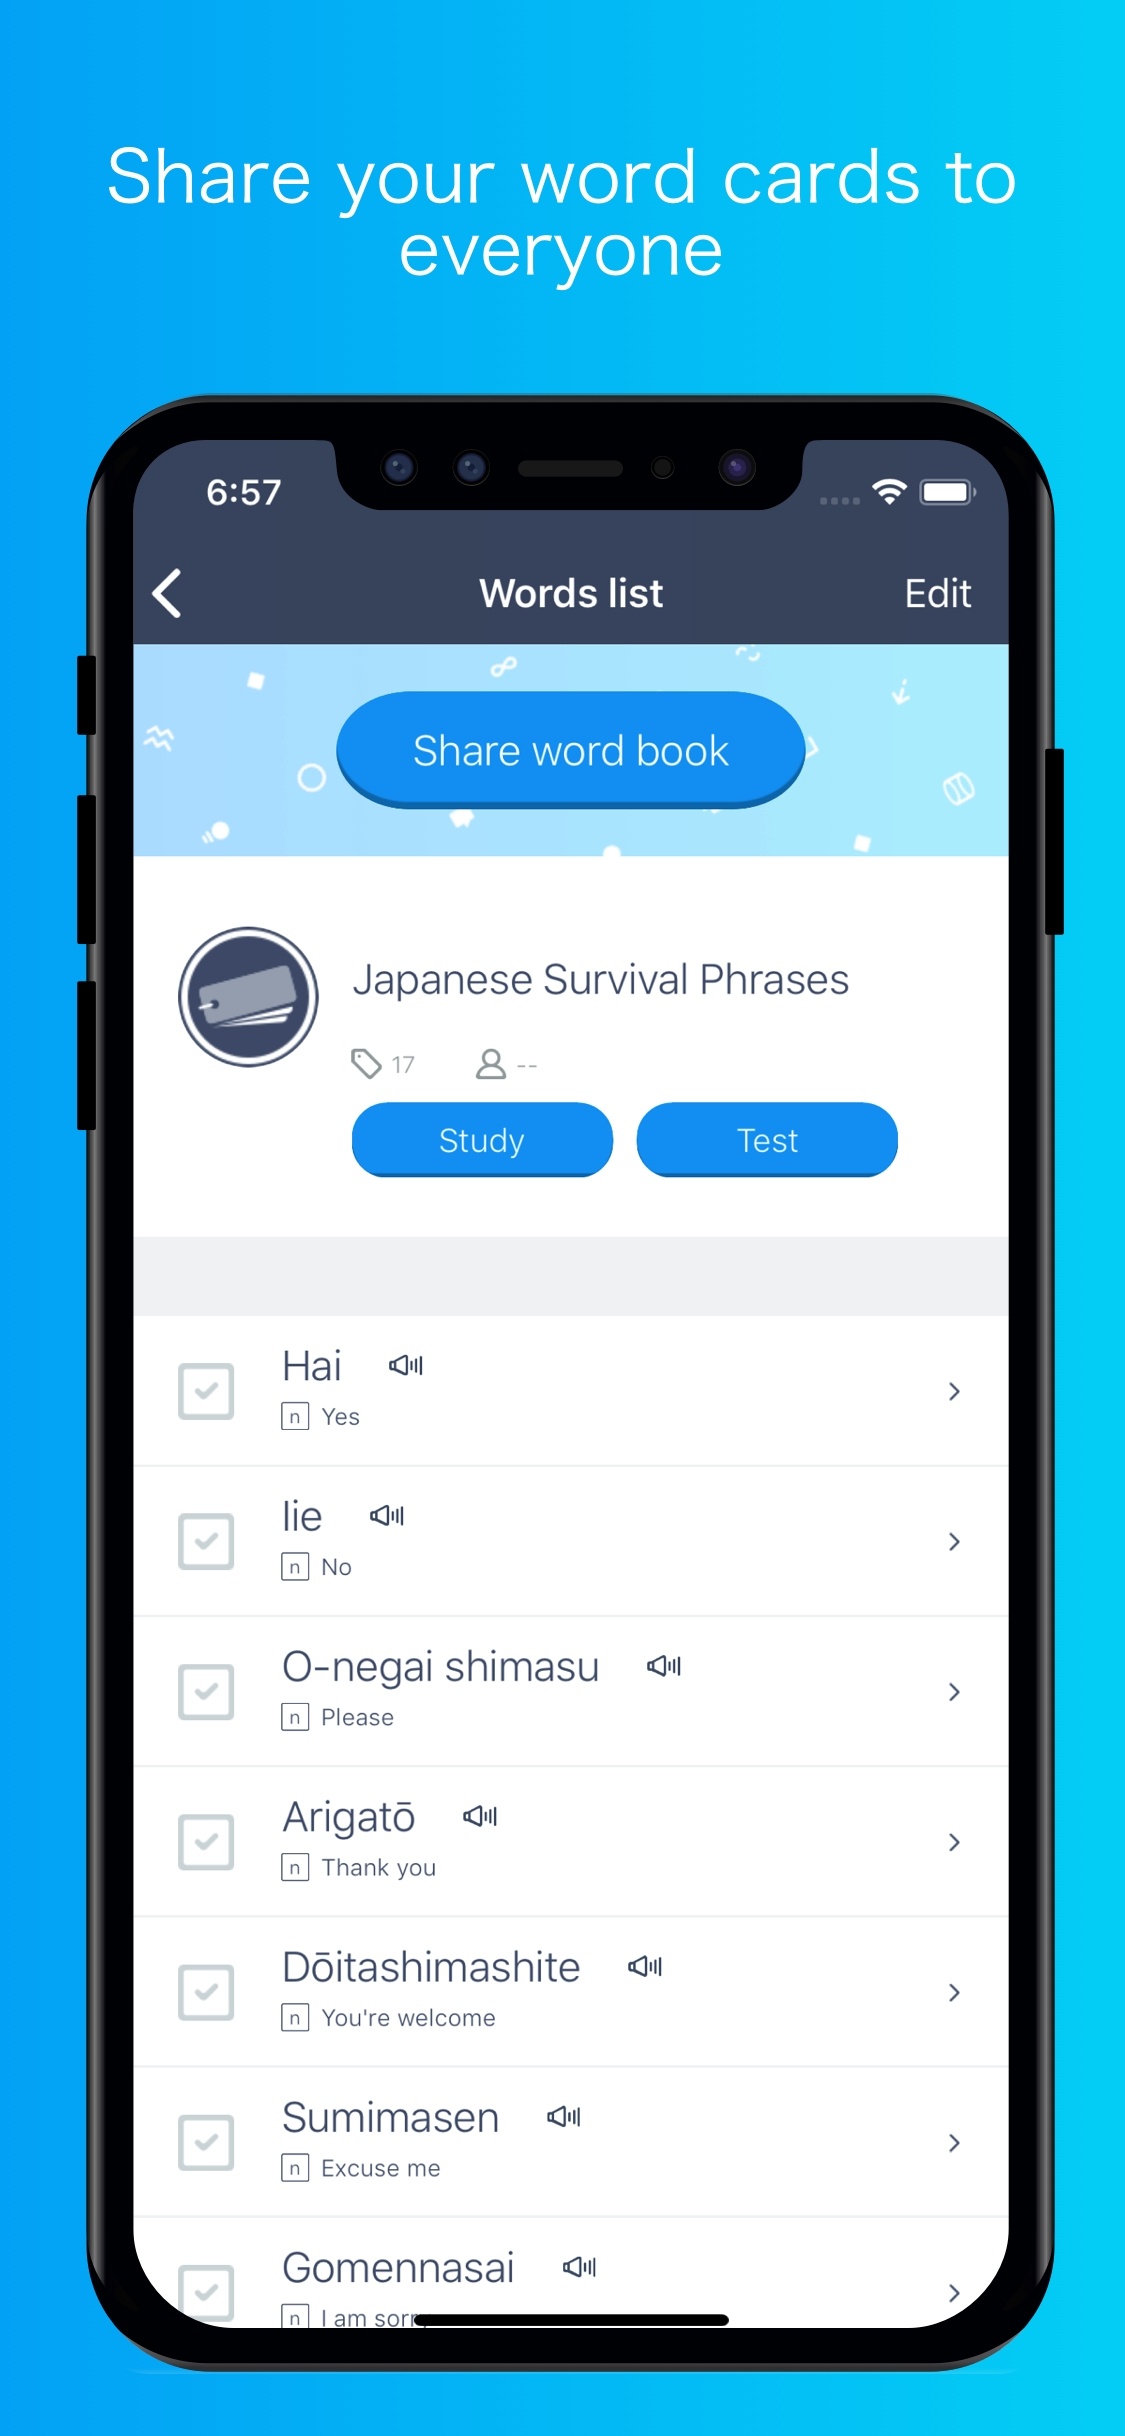 Share your word cards to
everyone
6:57
Words list
Edit
Share word book
Japanese Survival Phrases
17
--
Study
Test
Hai
n Yes
Iie
n No
O-negai shimasu
n Please
Arigatō
n Thank you
Dōitashimashite
n You're welcome
Sumimasen
n Excuse me
Gomennasai
n I am sorry